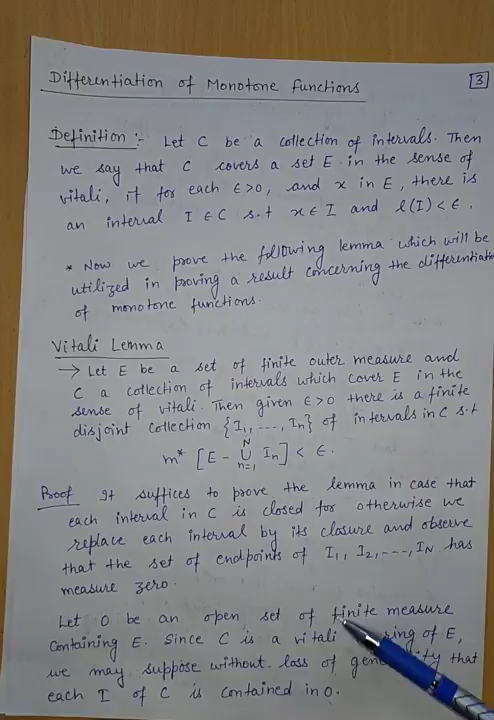 Differentiation of Monotone Functions
3
Definition :- Let C be a collection of intervals. Then
we say that C covers a set E in the sense of
vitali, if for each ε>0, and x in E, there is
an interval I ∈ C s.t x ∈ I and l(I) < ε.
* Now we prove the following lemma which will be
utilized in proving a result concerning the differentiat
of monotone functions.
Vitali Lemma
→ Let E be a set of finite outer measure and
C a collection of intervals which cover E in the
sense of vitali. Then given ε>0 there is a finite
disjoint collection {I₁, ---, In} of intervals in C s.t
m* [E - ⋃_{n=1}^{N} In] < ε.
Proof It suffices to prove the lemma in case that
each interval in C is closed for otherwise we
replace each interval by its closure and observe
that the set of endpoints of I₁, I₂, ---, IN has
measure zero.
Let O be an open set of finite measure
containing E. Since C is a vitali ring of E,
we may suppose without loss of gen ity that
each I of C is contained in O.